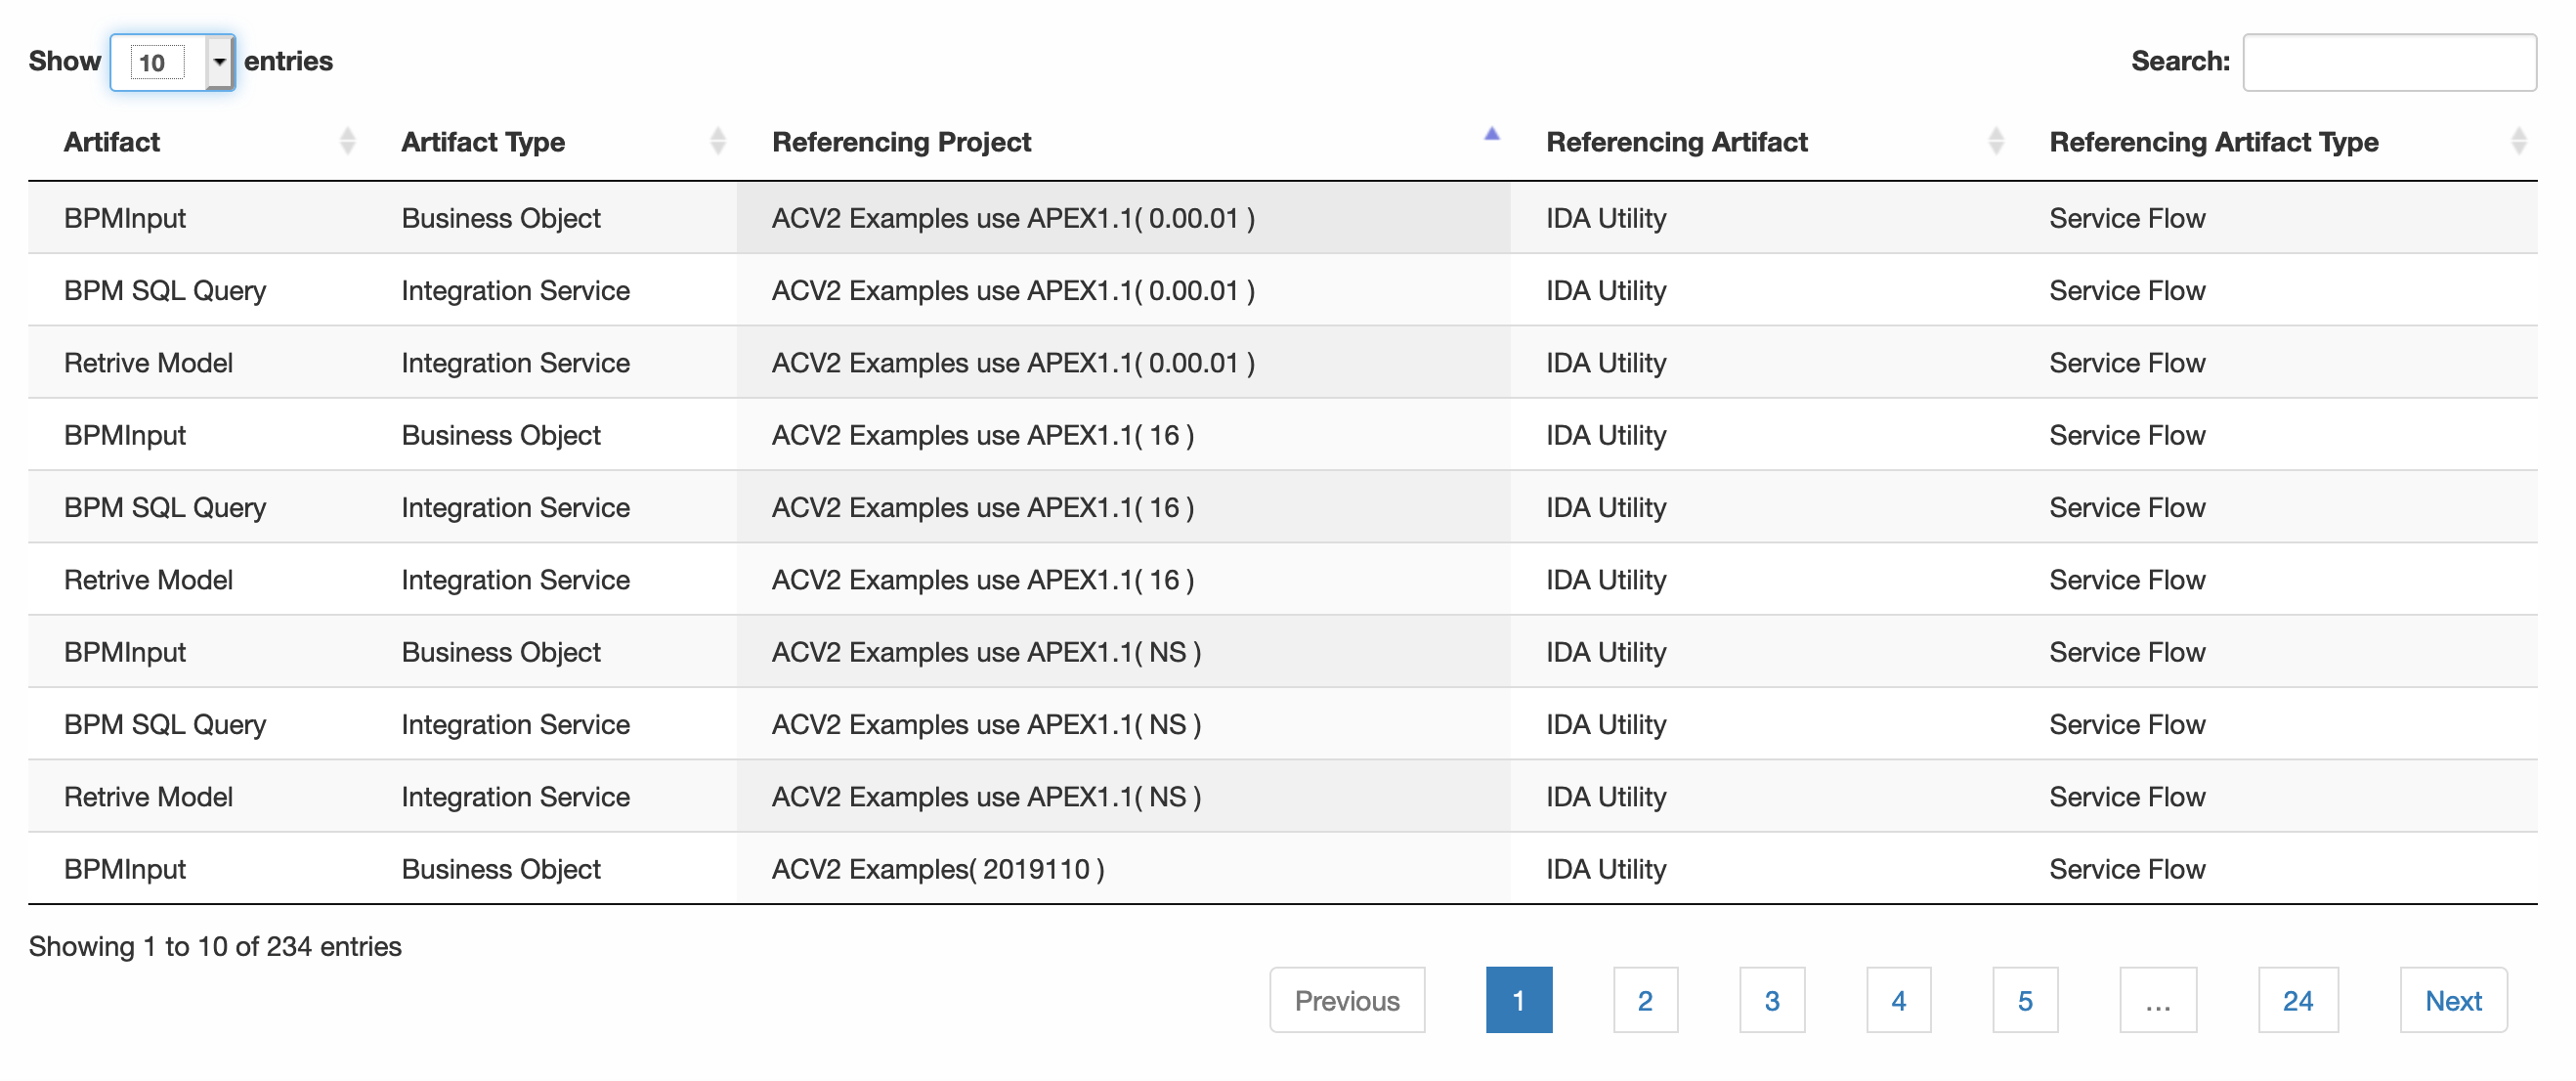 Show 10 entries Search:
Artifact Artifact Type Referencing Project Referencing Artifact Referencing Artifact Type
BPMInput Business Object ACV2 Examples use APEX1.1( 0.00.01 ) IDA Utility Service Flow
BPM SQL Query Integration Service ACV2 Examples use APEX1.1( 0.00.01 ) IDA Utility Service Flow
Retrive Model Integration Service ACV2 Examples use APEX1.1( 0.00.01 ) IDA Utility Service Flow
BPMInput Business Object ACV2 Examples use APEX1.1( 16 ) IDA Utility Service Flow
BPM SQL Query Integration Service ACV2 Examples use APEX1.1( 16 ) IDA Utility Service Flow
Retrive Model Integration Service ACV2 Examples use APEX1.1( 16 ) IDA Utility Service Flow
BPMInput Business Object ACV2 Examples use APEX1.1( NS ) IDA Utility Service Flow
BPM SQL Query Integration Service ACV2 Examples use APEX1.1( NS ) IDA Utility Service Flow
Retrive Model Integration Service ACV2 Examples use APEX1.1( NS ) IDA Utility Service Flow
BPMInput Business Object ACV2 Examples( 2019110 ) IDA Utility Service Flow
Showing 1 to 10 of 234 entries
Previous 1 2 3 4 5 ... 24 Next